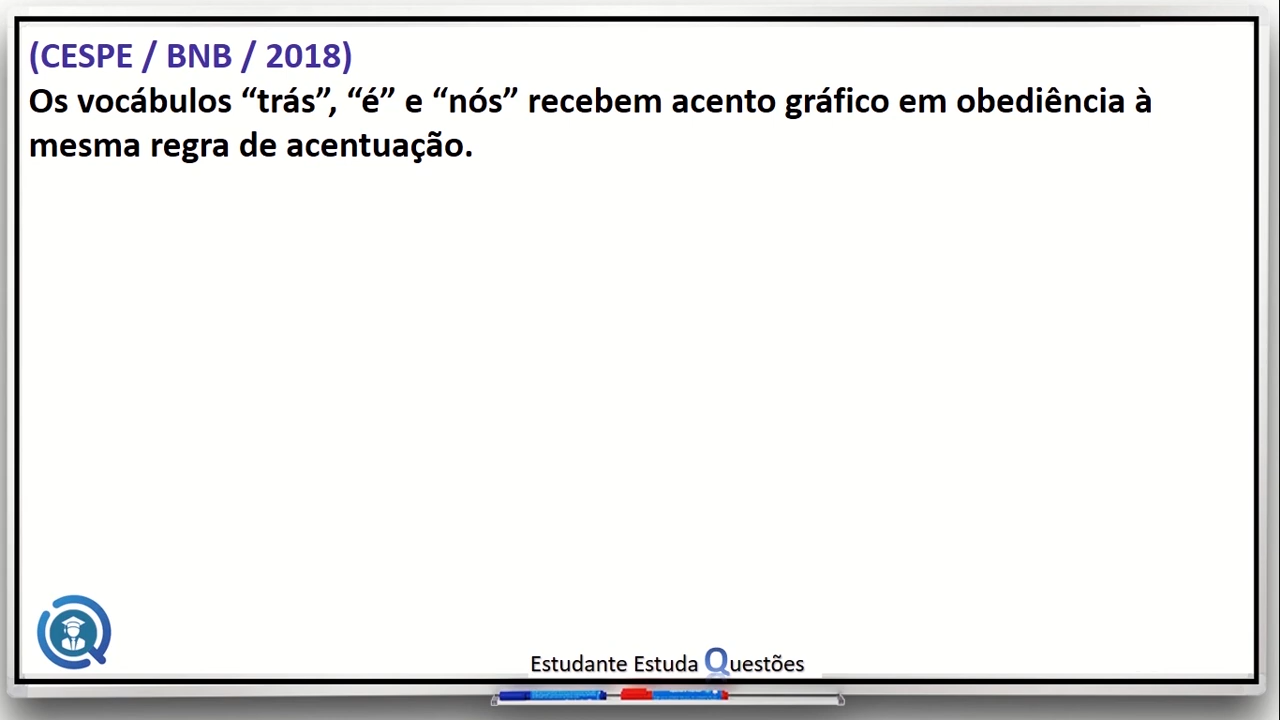 (CESPE / BNB / 2018)
Os vocábulos “trás”, “é” e “nós” recebem acento gráfico em obediência à
mesma regra de acentuação.
Estudante Estuda Questões